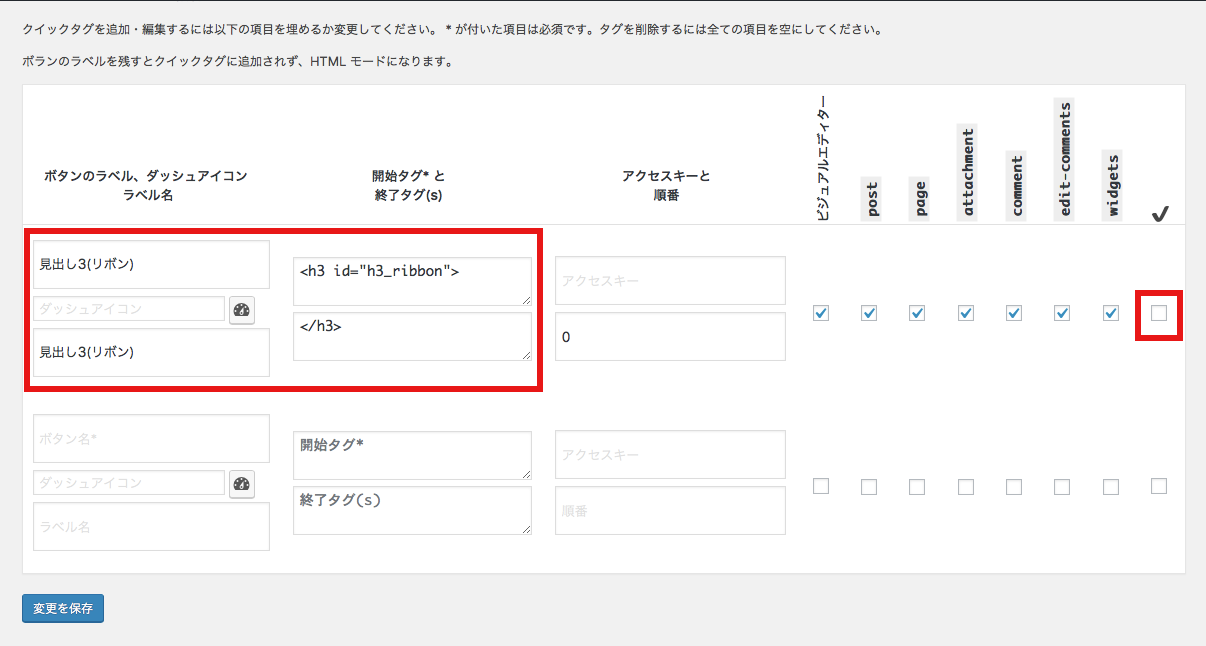 クイックタグを追加・編集するには以下の項目を埋めるか変更してください。 * が付いた項目は必須です。タグを削除するには全ての項目を空にしてください。
ボランのラベルを残すとクイックタグに追加されず、HTML モードになります。
ボタンのラベル、ダッシュアイコン
ラベル名
開始タグ* と
終了タグ(s)
アクセスキーと
順番
ビジュアルエディター
post
page
attachment
comment
edit-comments
widgets
見出し3(リボン)
ダッシュアイコン
見出し3(リボン)
<h3 id="h3_ribbon">
</h3>
アクセスキー
0
ボタン名*
ダッシュアイコン
ラベル名
開始タグ*
終了タグ(s)
アクセスキー
順番
変更を保存